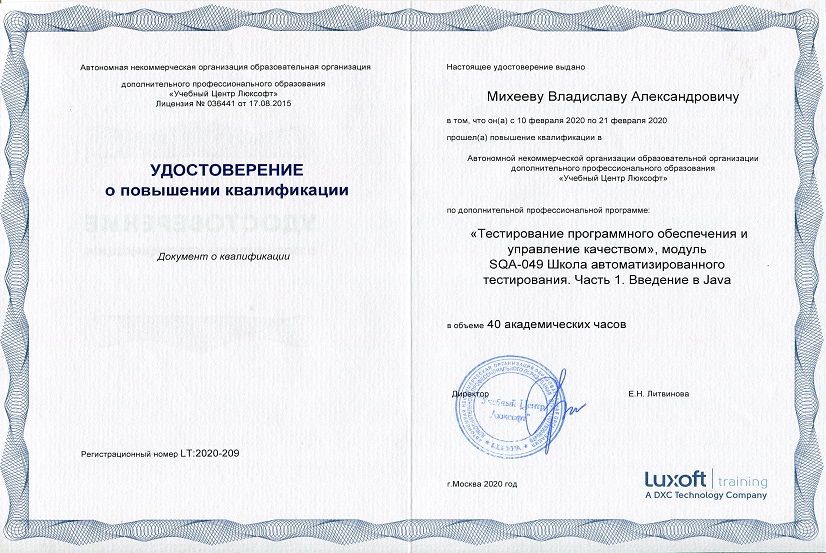 Автономная некоммерческая организация образовательная организация
дополнительного профессионального образования
«Учебный Центр Люксофт»
Лицензия № 036441 от 17.08.2015
УДОСТОВЕРЕНИЕ
о повышении квалификации
Документ о квалификации
Регистрационный номер LT:2020-209
Настоящее удостоверение выдано
Михееву Владиславу Александровичу
в том, что он(а) с 10 февраля 2020 по 21 февраля 2020
прошел(а) повышение квалификации в
Автономной некоммерческой организации образовательной организации
дополнительного профессионального образования
«Учебный Центр Люксофт»
по дополнительной профессиональной программе:
«Тестирование программного обеспечения и
управление качеством», модуль
SQA-049 Школа автоматизированного
тестирования. Часть 1. Введение в Java
в объеме 40 академических часов
Директор
Е.Н. Литвинова
"Учебный Центр
Люксофт"
г.Москва 2020 год
Luxoft training
A DXC Technology Company